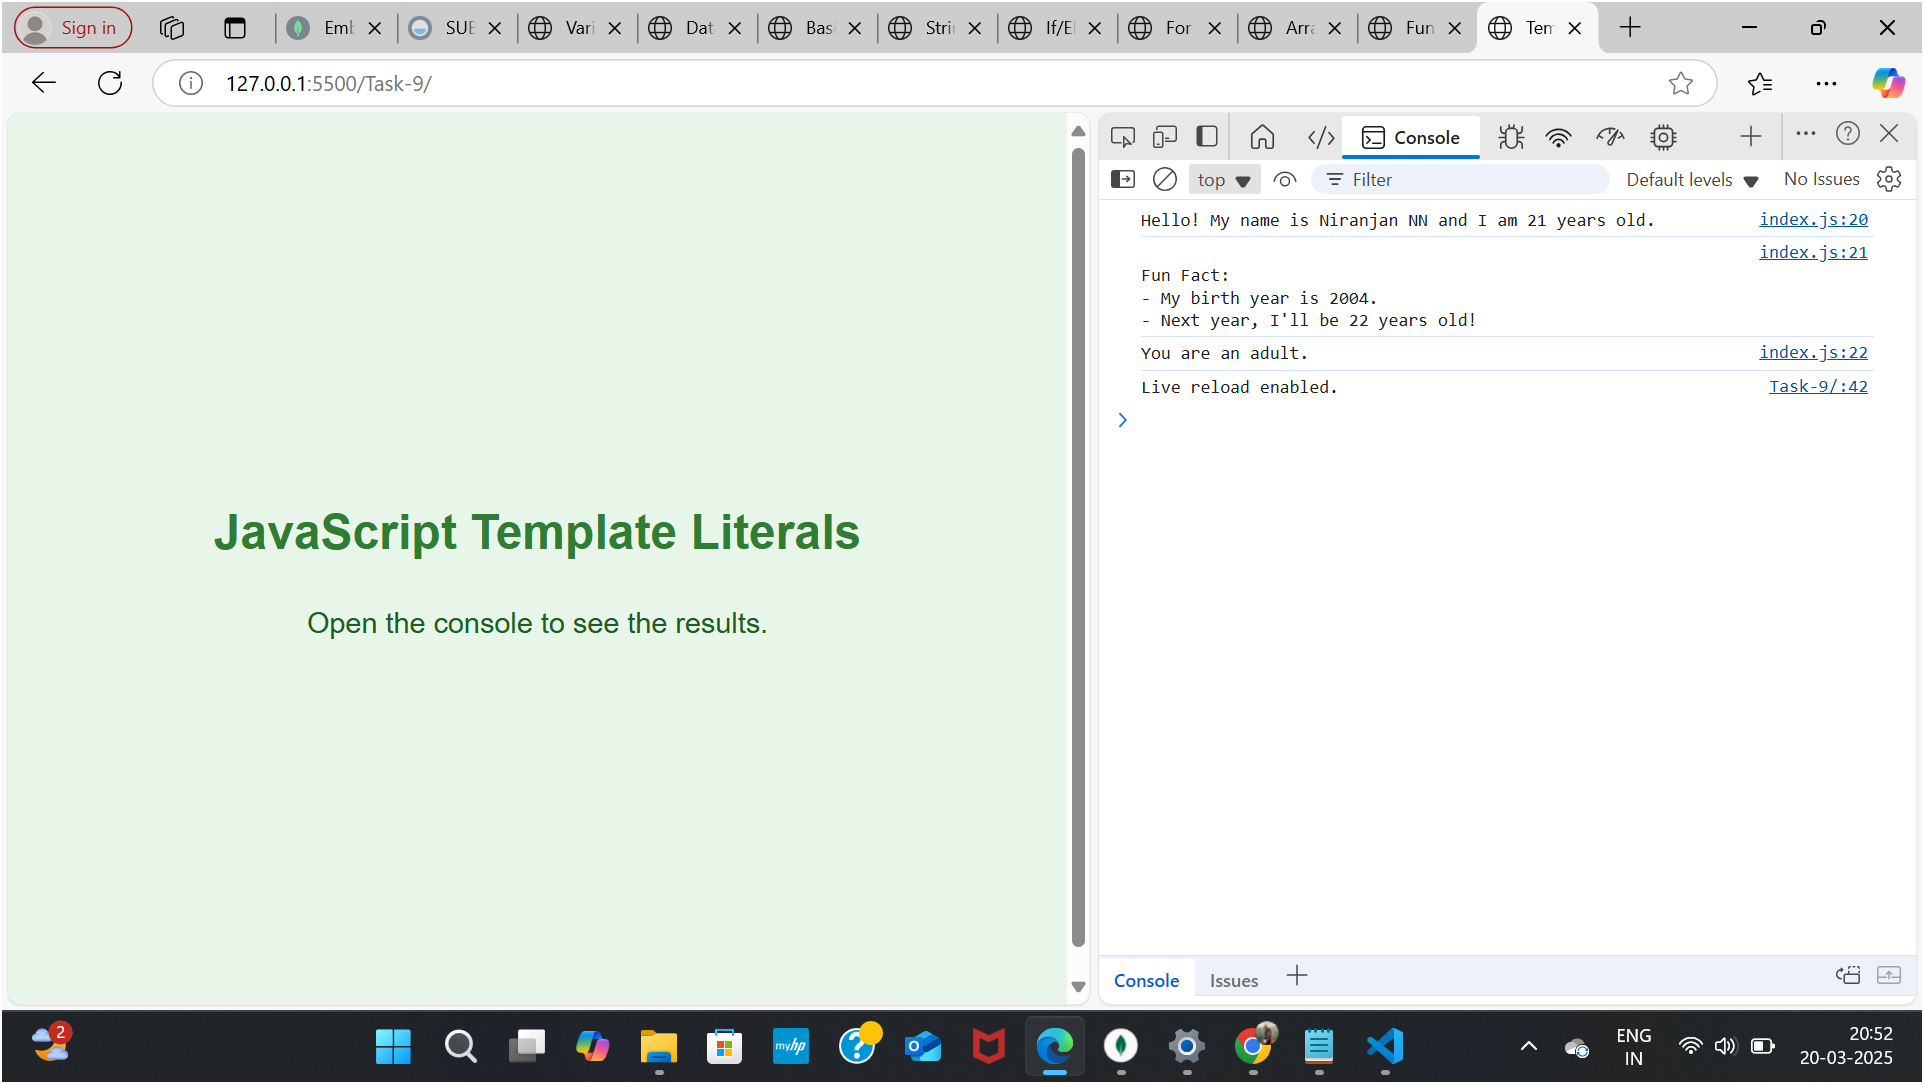 Sign in
Emb
SUE
Vari
Dat
Bas
Strin
If/El
For
Arra
Fun
Tem
127.0.0.1:5500/Task-9/
JavaScript Template Literals
Open the console to see the results.
Console
top
Filter
Default levels
No Issues
Hello! My name is Niranjan NN and I am 21 years old. index.js:20
index.js:21
Fun Fact:
- My birth year is 2004.
- Next year, I'll be 22 years old!
You are an adult. index.js:22
Live reload enabled. Task-9/:42
Console
Issues
2
myhp
ENG
IN
20:52
20-03-2025